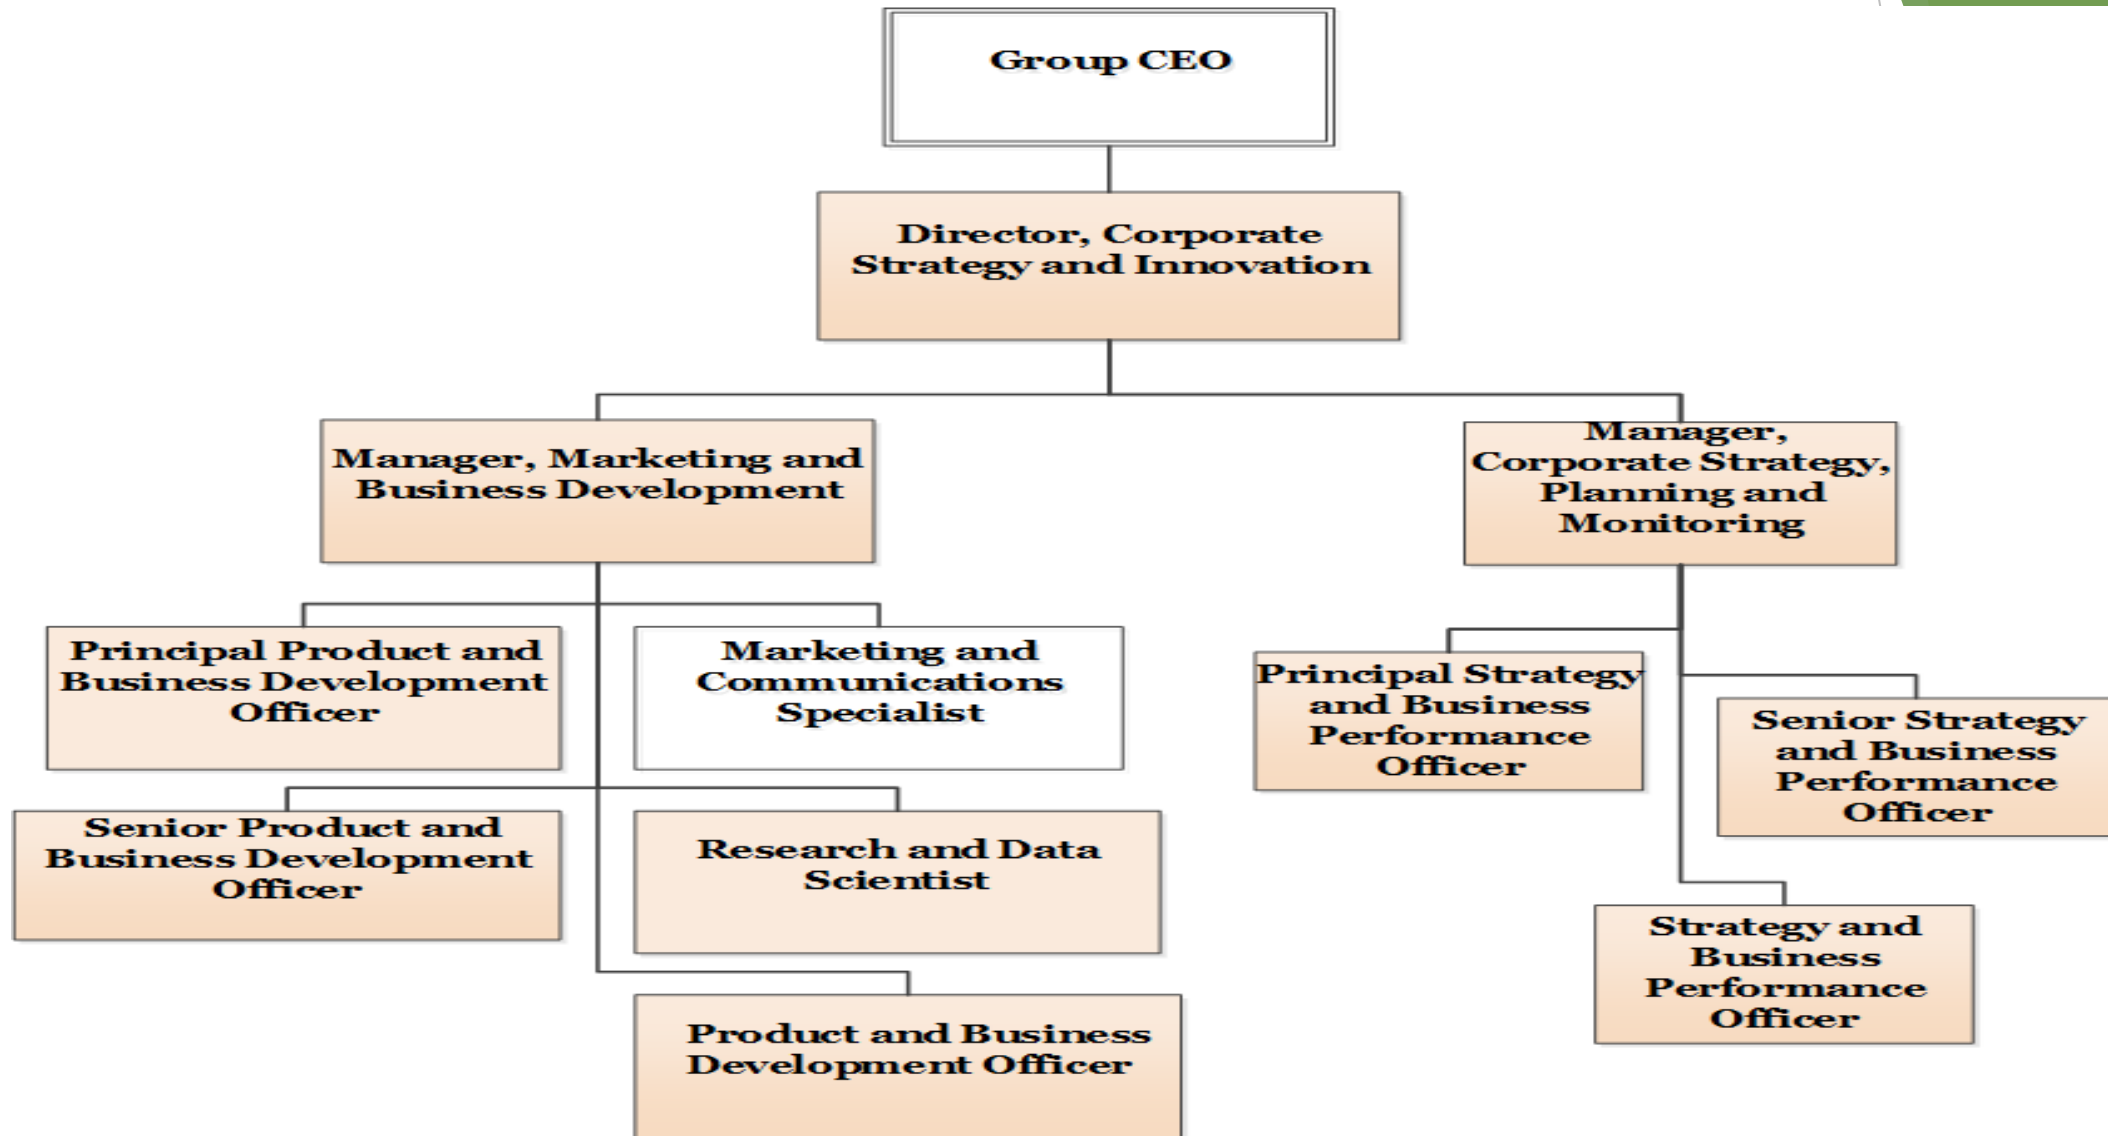 Group CEO
Director, Corporate
Strategy and Innovation
Manager, Marketing and
Business Development
Manager,
Corporate Strategy,
Planning and
Monitoring
Principal Product and
Business Development
Officer
Marketing and
Communications
Specialist
Principal Strategy
and Business
Performance
Officer
Senior Strategy
and Business
Performance
Officer
Senior Product and
Business Development
Officer
Research and Data
Scientist
Strategy and
Business
Performance
Officer
Product and Business
Development Officer